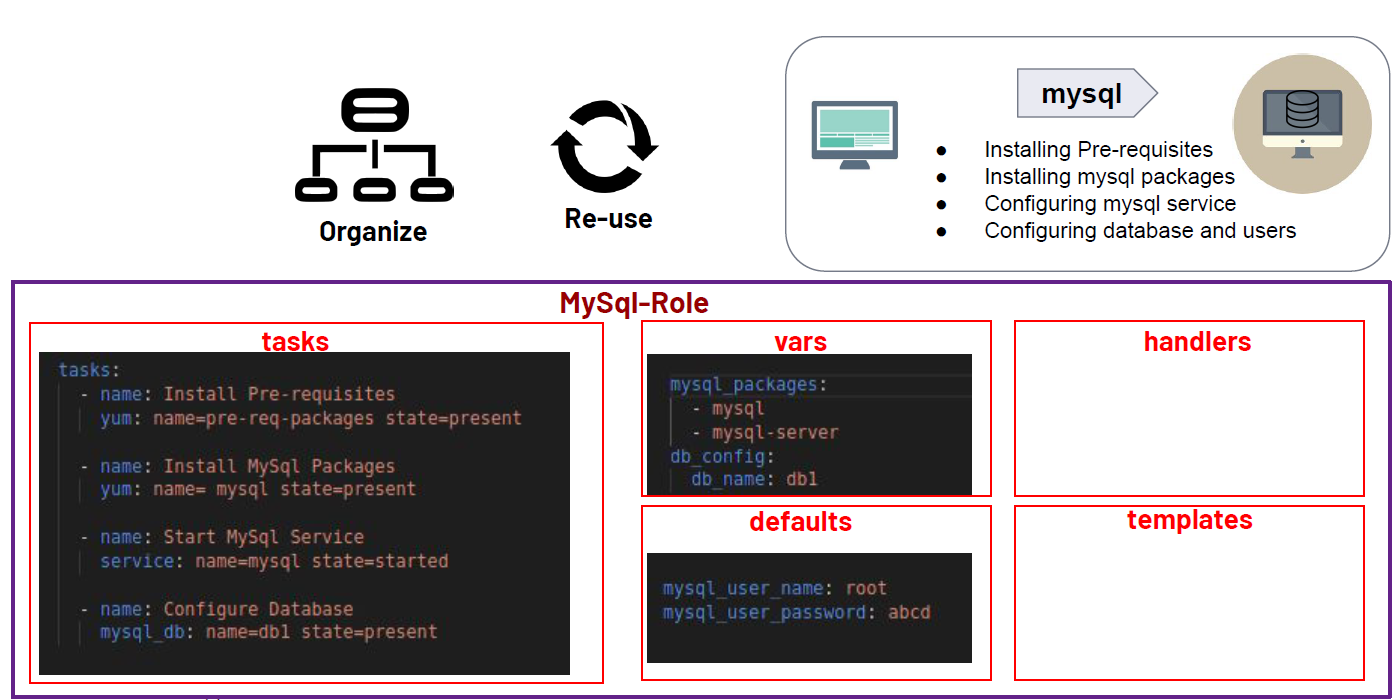 Organize
Re-use
mysql
● Installing Pre-requisites
● Installing mysql packages
● Configuring mysql service
● Configuring database and users
MySql-Role
tasks
tasks:
- name: Install Pre-requisites
yum: name=pre-req-packages state=present
- name: Install MySql Packages
yum: name= mysql state=present
- name: Start MySql Service
service: name=mysql state=started
- name: Configure Database
mysql_db: name=db1 state=present
vars
mysql_packages:
- mysql
- mysql-server
db_config:
db_name: db1
defaults
mysql_user_name: root
mysql_user_password: abcd
handlers
templates